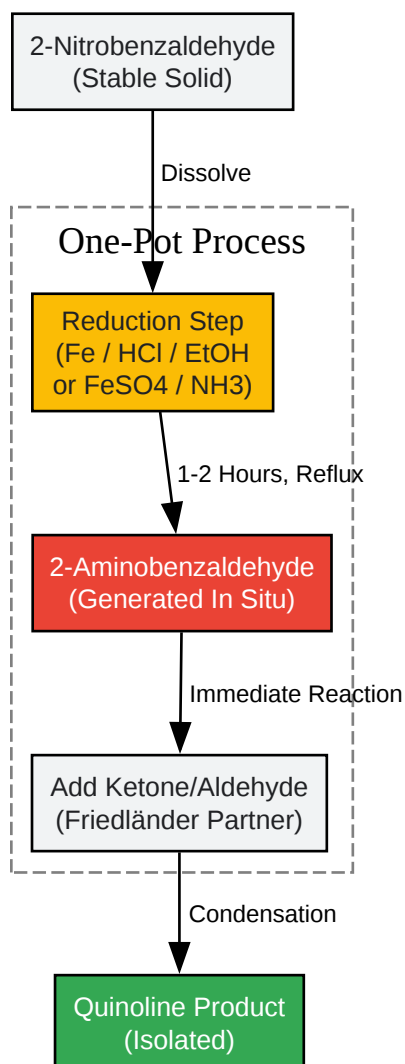 2-Nitrobenzaldehyde
(Stable Solid)
Dissolve
One-Pot Process
Reduction Step
(Fe / HCl / EtOH
or FeSO4 / NH3)
1-2 Hours, Reflux
2-Aminobenzaldehyde
(Generated In Situ)
Immediate Reaction
Add Ketone/Aldehyde
(Friedländer Partner)
Condensation
Quinoline Product
(Isolated)